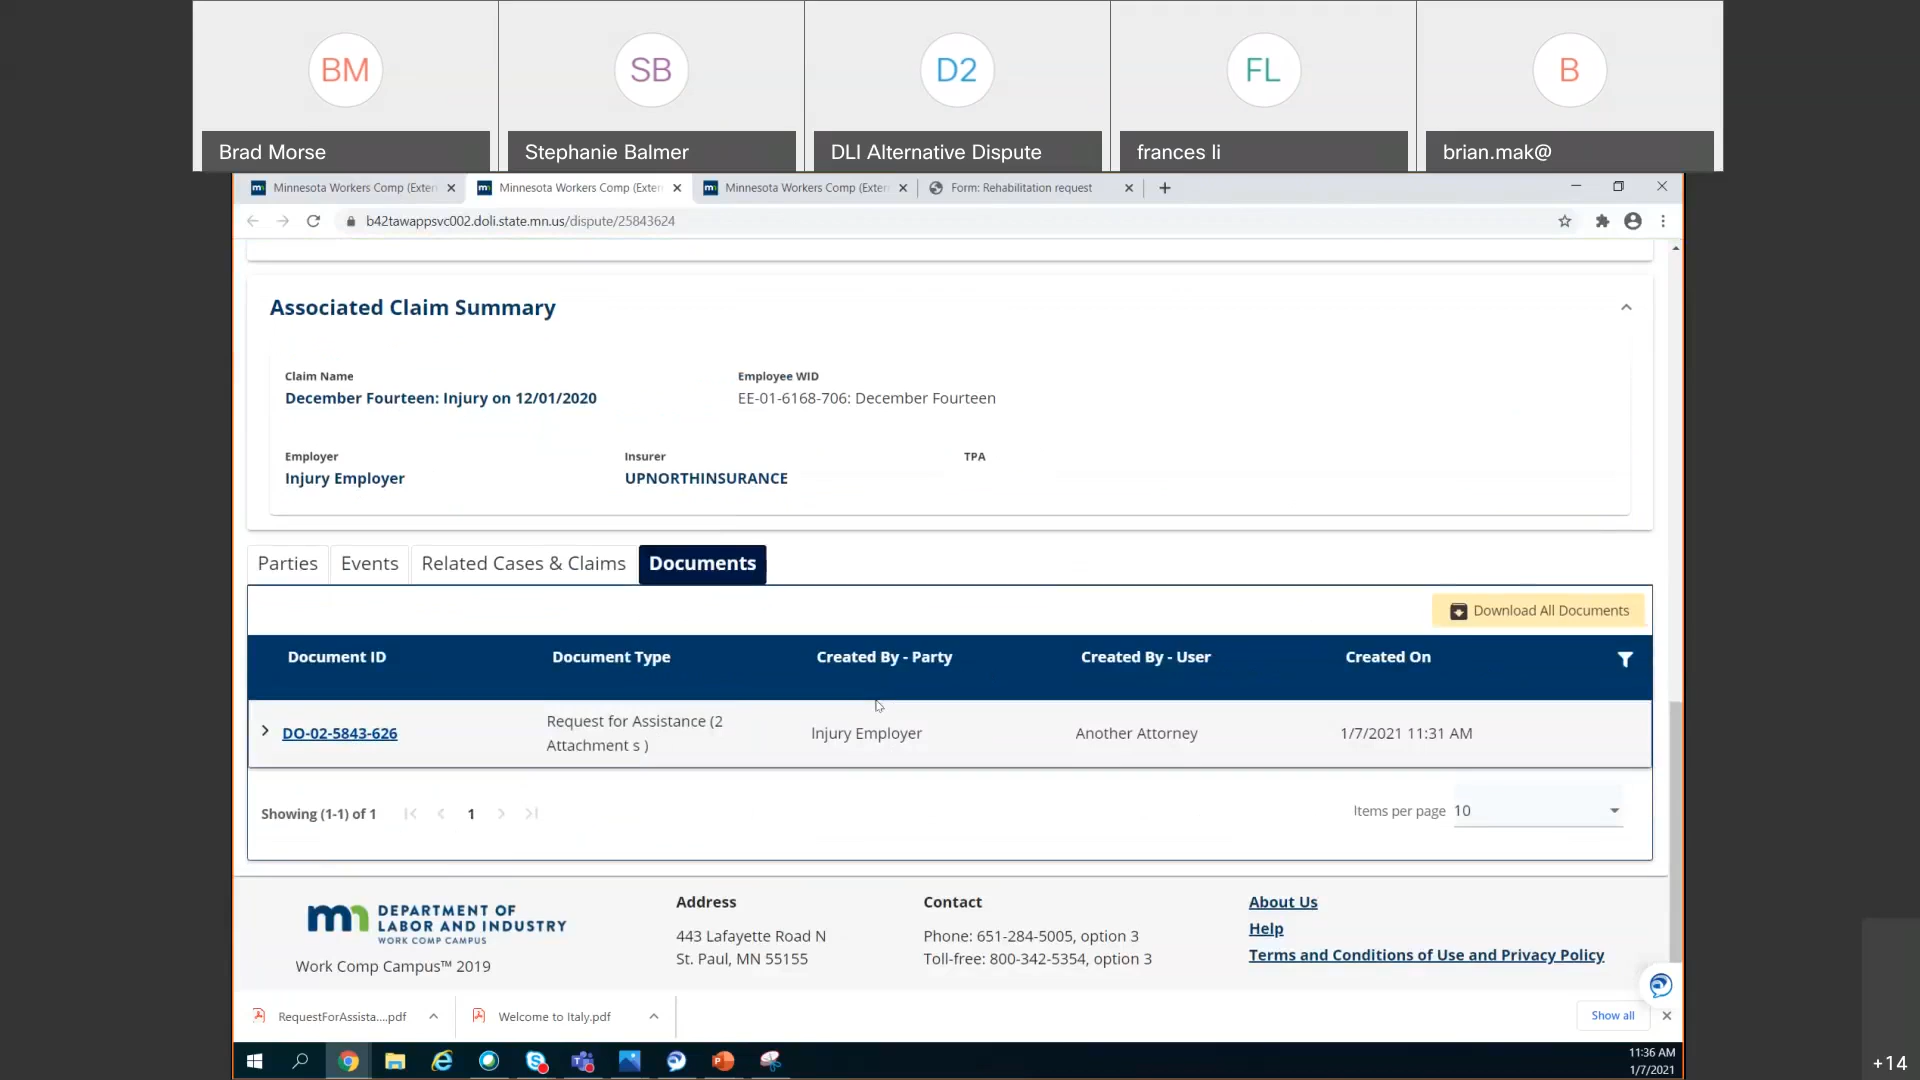 BM
SB
D2
FL
B
Brad Morse
Stephanie Balmer
DLI Alternative Dispute
frances li
brian.mak@
Minnesota Workers Comp (Exter
Minnesota Workers Comp (Exter
Minnesota Workers Comp (Exter
Form: Rehabilitation request
b42tawappsvc002.doli.state.mn.us/dispute/25843624
Associated Claim Summary
Claim Name
Employee WID
December Fourteen: Injury on 12/01/2020
EE-01-6168-706: December Fourteen
Employer
Insurer
TPA
Injury Employer
UPNORTHINSURANCE
Parties
Events
Related Cases & Claims
Documents
Download All Documents
Document ID
Document Type
Created By - Party
Created By - User
Created On
DO-02-5843-626
Request for Assistance (2
Attachment s )
Injury Employer
Another Attorney
1/7/2021 11:31 AM
Showing (1-1) of 1
1
Items per page 10
mn DEPARTMENT OF
LABOR AND INDUSTRY
WORK COMP CAMPUS
Work Comp Campus™ 2019
Address
443 Lafayette Road N
St. Paul, MN 55155
Contact
Phone: 651-284-5005, option 3
Toll-free: 800-342-5354, option 3
About Us
Help
Terms and Conditions of Use and Privacy Policy
RequestForAssista....pdf
Welcome to Italy.pdf
Show all
11:36 AM
1/7/2021
+14